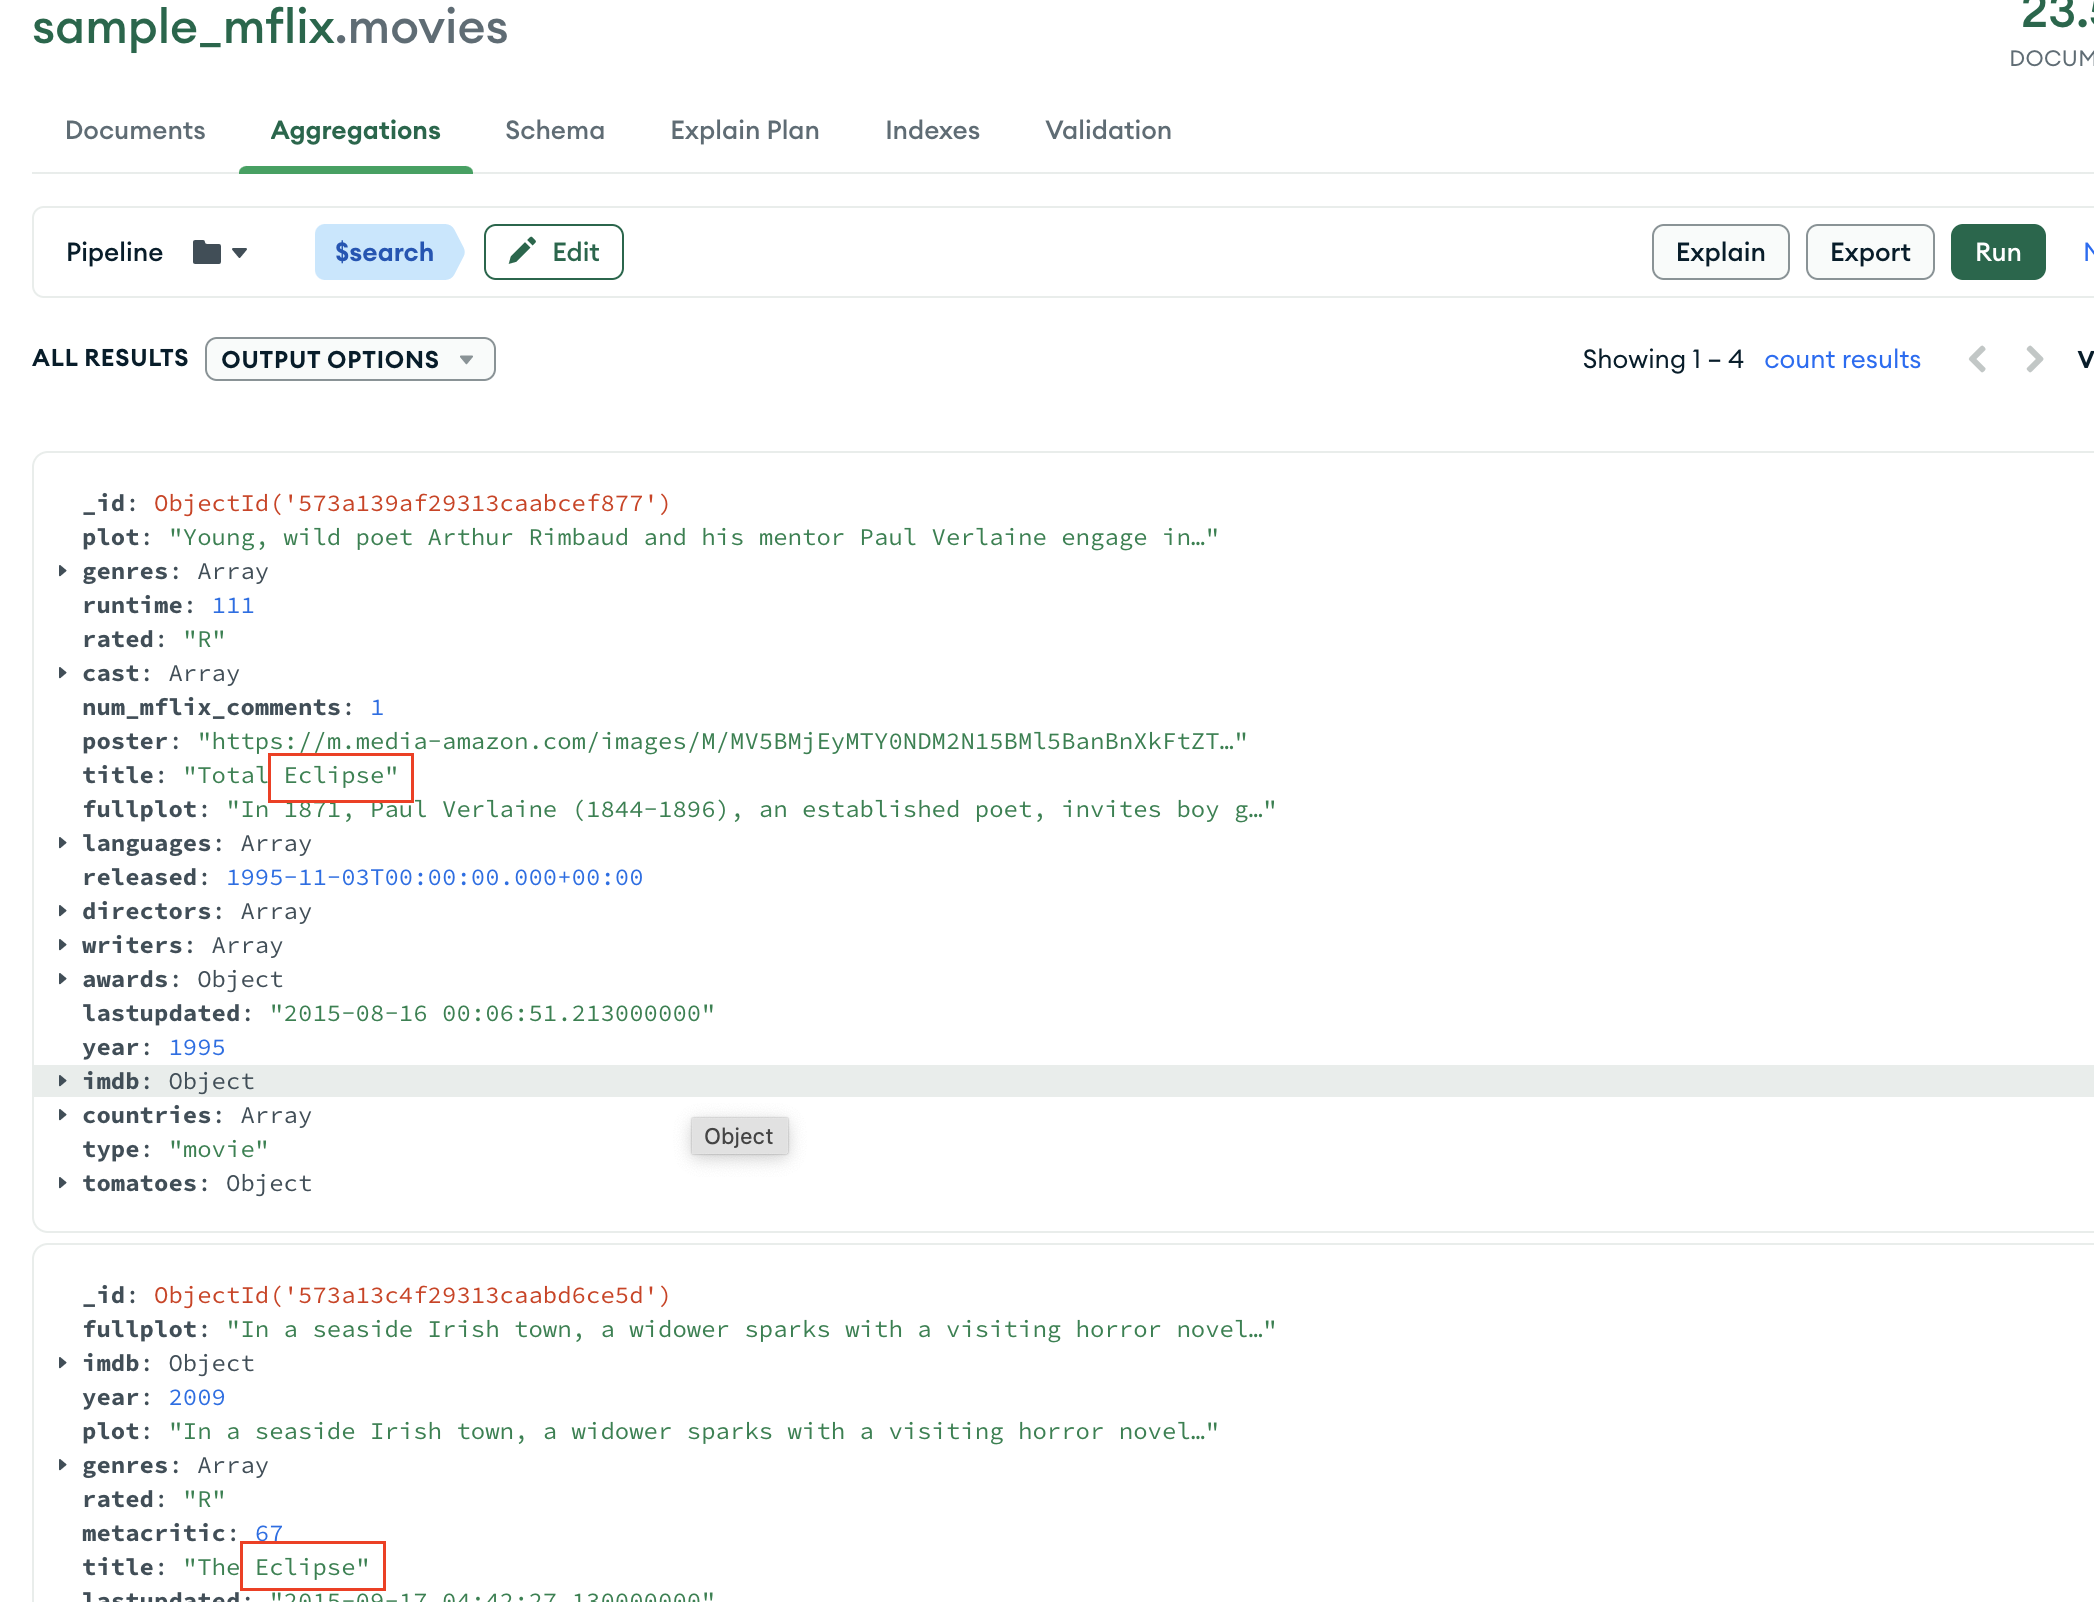 sample_mflix.movies
DOCUM
Documents Aggregations Schema Explain Plan Indexes Validation
Pipeline $search Edit Explain Export Run
ALL RESULTS OUTPUT OPTIONS Showing 1 – 4 count results
_id: ObjectId('573a139af29313caabcef877')
plot: "Young, wild poet Arthur Rimbaud and his mentor Paul Verlaine engage in…"
genres: Array
runtime: 111
rated: "R"
cast: Array
num_mflix_comments: 1
poster: "https://m.media-amazon.com/images/M/MV5BMjEyMTY0NDM2N15BMl5BanBnXkFtZT…"
title: "Total Eclipse"
fullplot: "In 1871, Paul Verlaine (1844-1896), an established poet, invites boy g…"
languages: Array
released: 1995-11-03T00:00:00.000+00:00
directors: Array
writers: Array
awards: Object
lastupdated: "2015-08-16 00:06:51.213000000"
year: 1995
imdb: Object
countries: Array
Object
type: "movie"
tomatoes: Object
_id: ObjectId('573a13c4f29313caabd6ce5d')
fullplot: "In a seaside Irish town, a widower sparks with a visiting horror novel…"
imdb: Object
year: 2009
plot: "In a seaside Irish town, a widower sparks with a visiting horror novel…"
genres: Array
rated: "R"
metacritic: 67
title: "The Eclipse"
lastupdated: "2015-09-17 04:42:27.130000000"